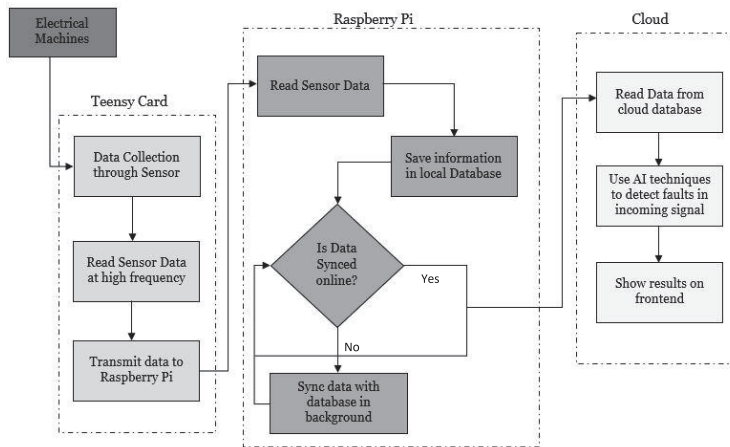 Electrical
Machines
Teensy Card
Data Collection
through Sensor
Read Sensor Data
at high frequency
Transmit data to
Raspberry Pi
Raspberry Pi
Read Sensor Data
Save information
in local Database
Is Data
Synced
online?
Yes
No
Sync data with
database in
background
Cloud
Read Data from
cloud database
Use AI techniques
to detect faults in
incoming signal
Show results on
frontend